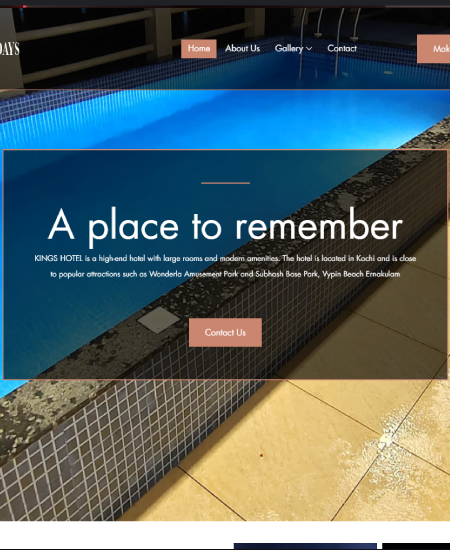 DAYS
Home About Us Gallery Contact
Mak
A place to remember
KINGS HOTEL is a high-end hotel with large rooms and modern amenities. The hotel is located in Kochi and is close
to popular attractions such as Wonderla Amusement Park and Subhash Bose Park, Vypin Beach Ernakulam
Contact Us